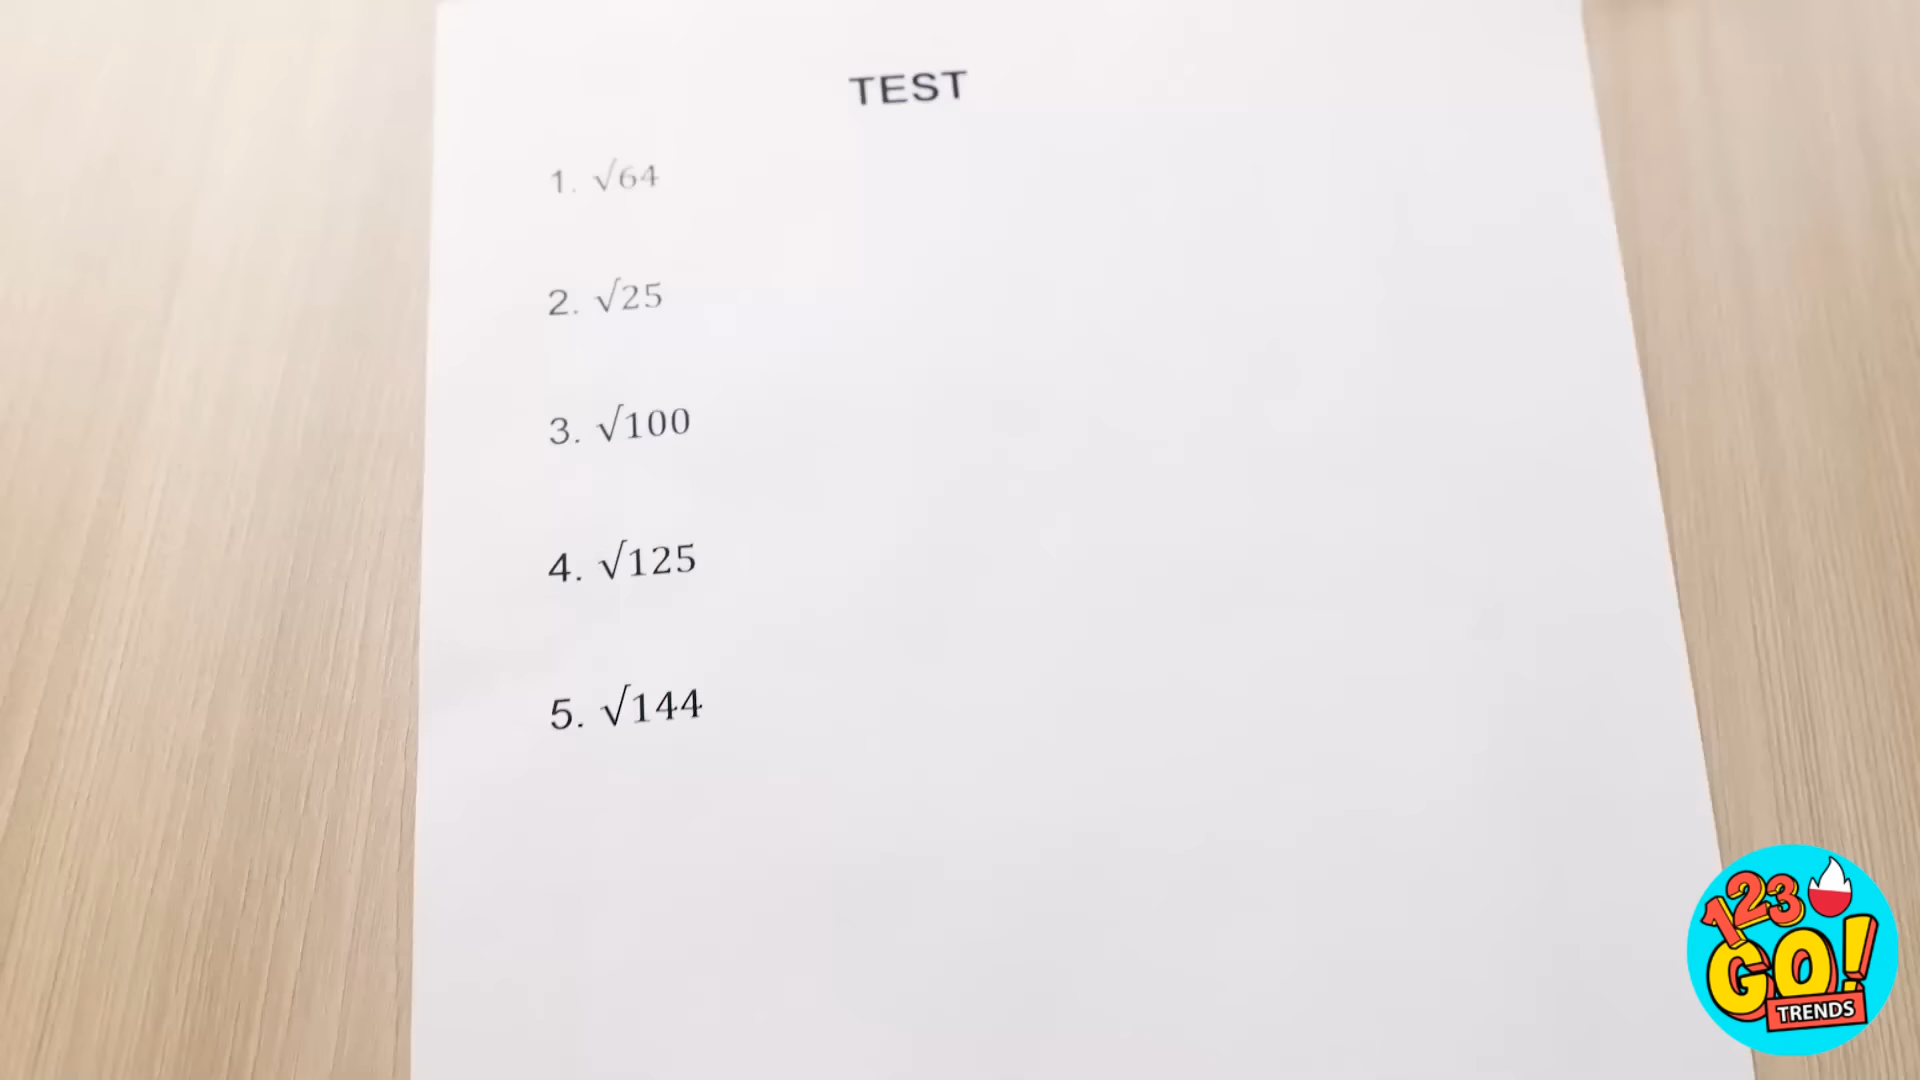 TEST
1. √64
2. √25
3. √100
4. √125
5. √144
123
GO!
TRENDS